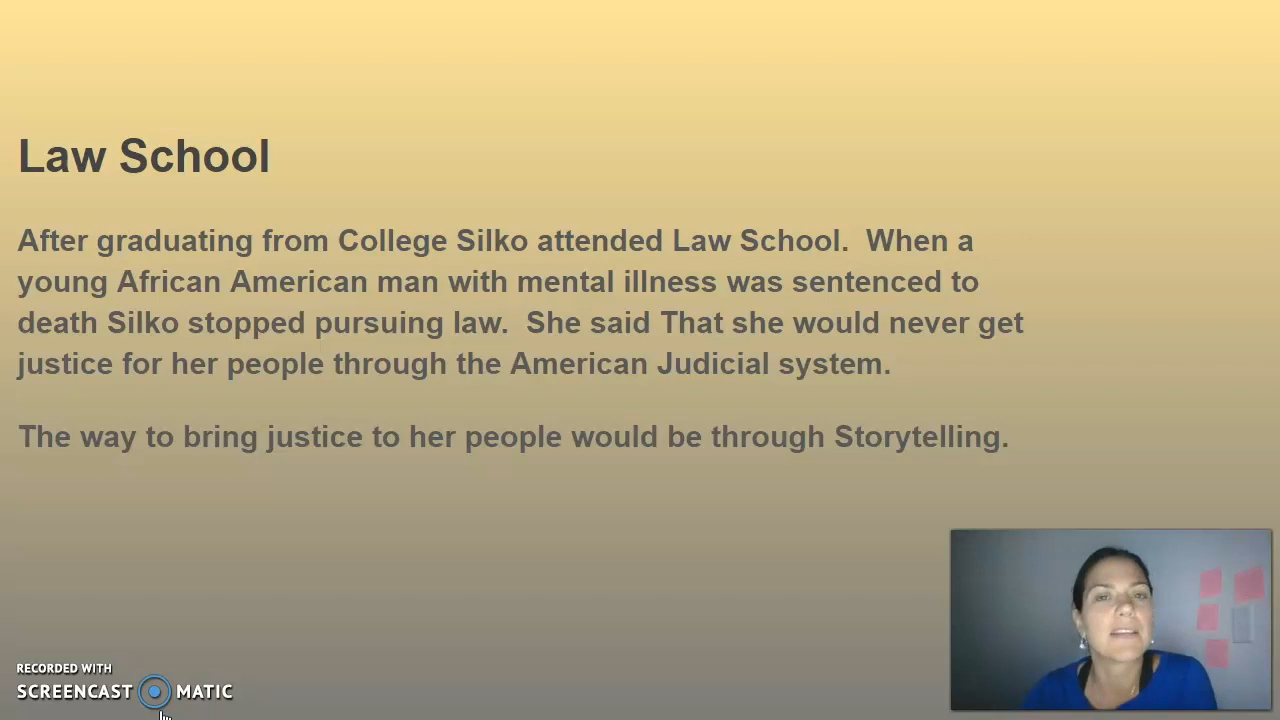 Law School
After graduating from College Silko attended Law School.  When a
young African American man with mental illness was sentenced to
death Silko stopped pursuing law.  She said That she would never get
justice for her people through the American Judicial system.
The way to bring justice to her people would be through Storytelling.
RECORDED WITH
SCREENCAST MATIC